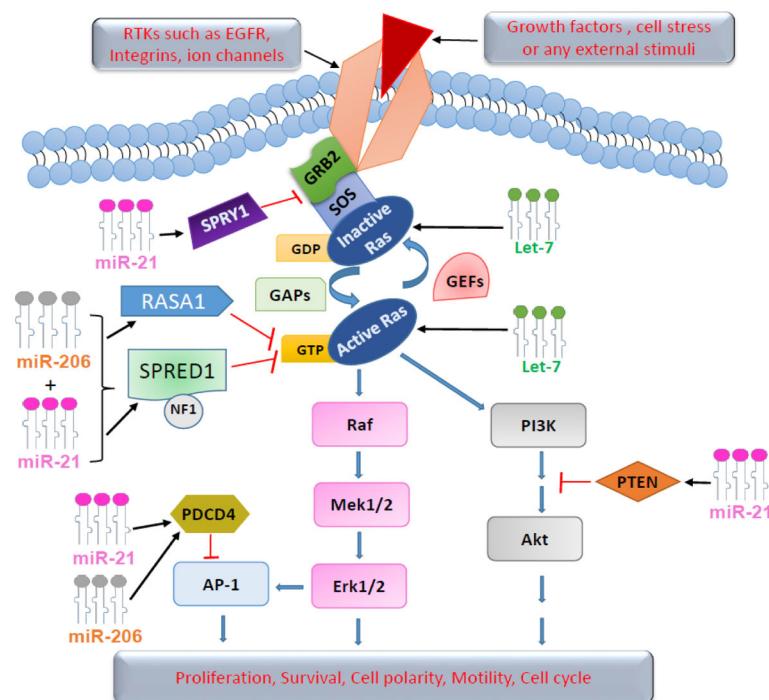 RTKs such as EGFR,
Integrins, ion channels
Growth factors , cell stress
or any external stimuli
GRB2
SOS
SPRY1
miR-21
Inactive
Ras
GDP
Let-7
GAPs
GEFs
RASA1
miR-206
+
miR-21
SPRED1
NF1
GTP
Active Ras
Let-7
Raf
PI3K
PTEN
miR-21
Mek1/2
Akt
miR-21
PDCD4
miR-206
AP-1
Erk1/2
Proliferation, Survival, Cell polarity, Motility, Cell cycle